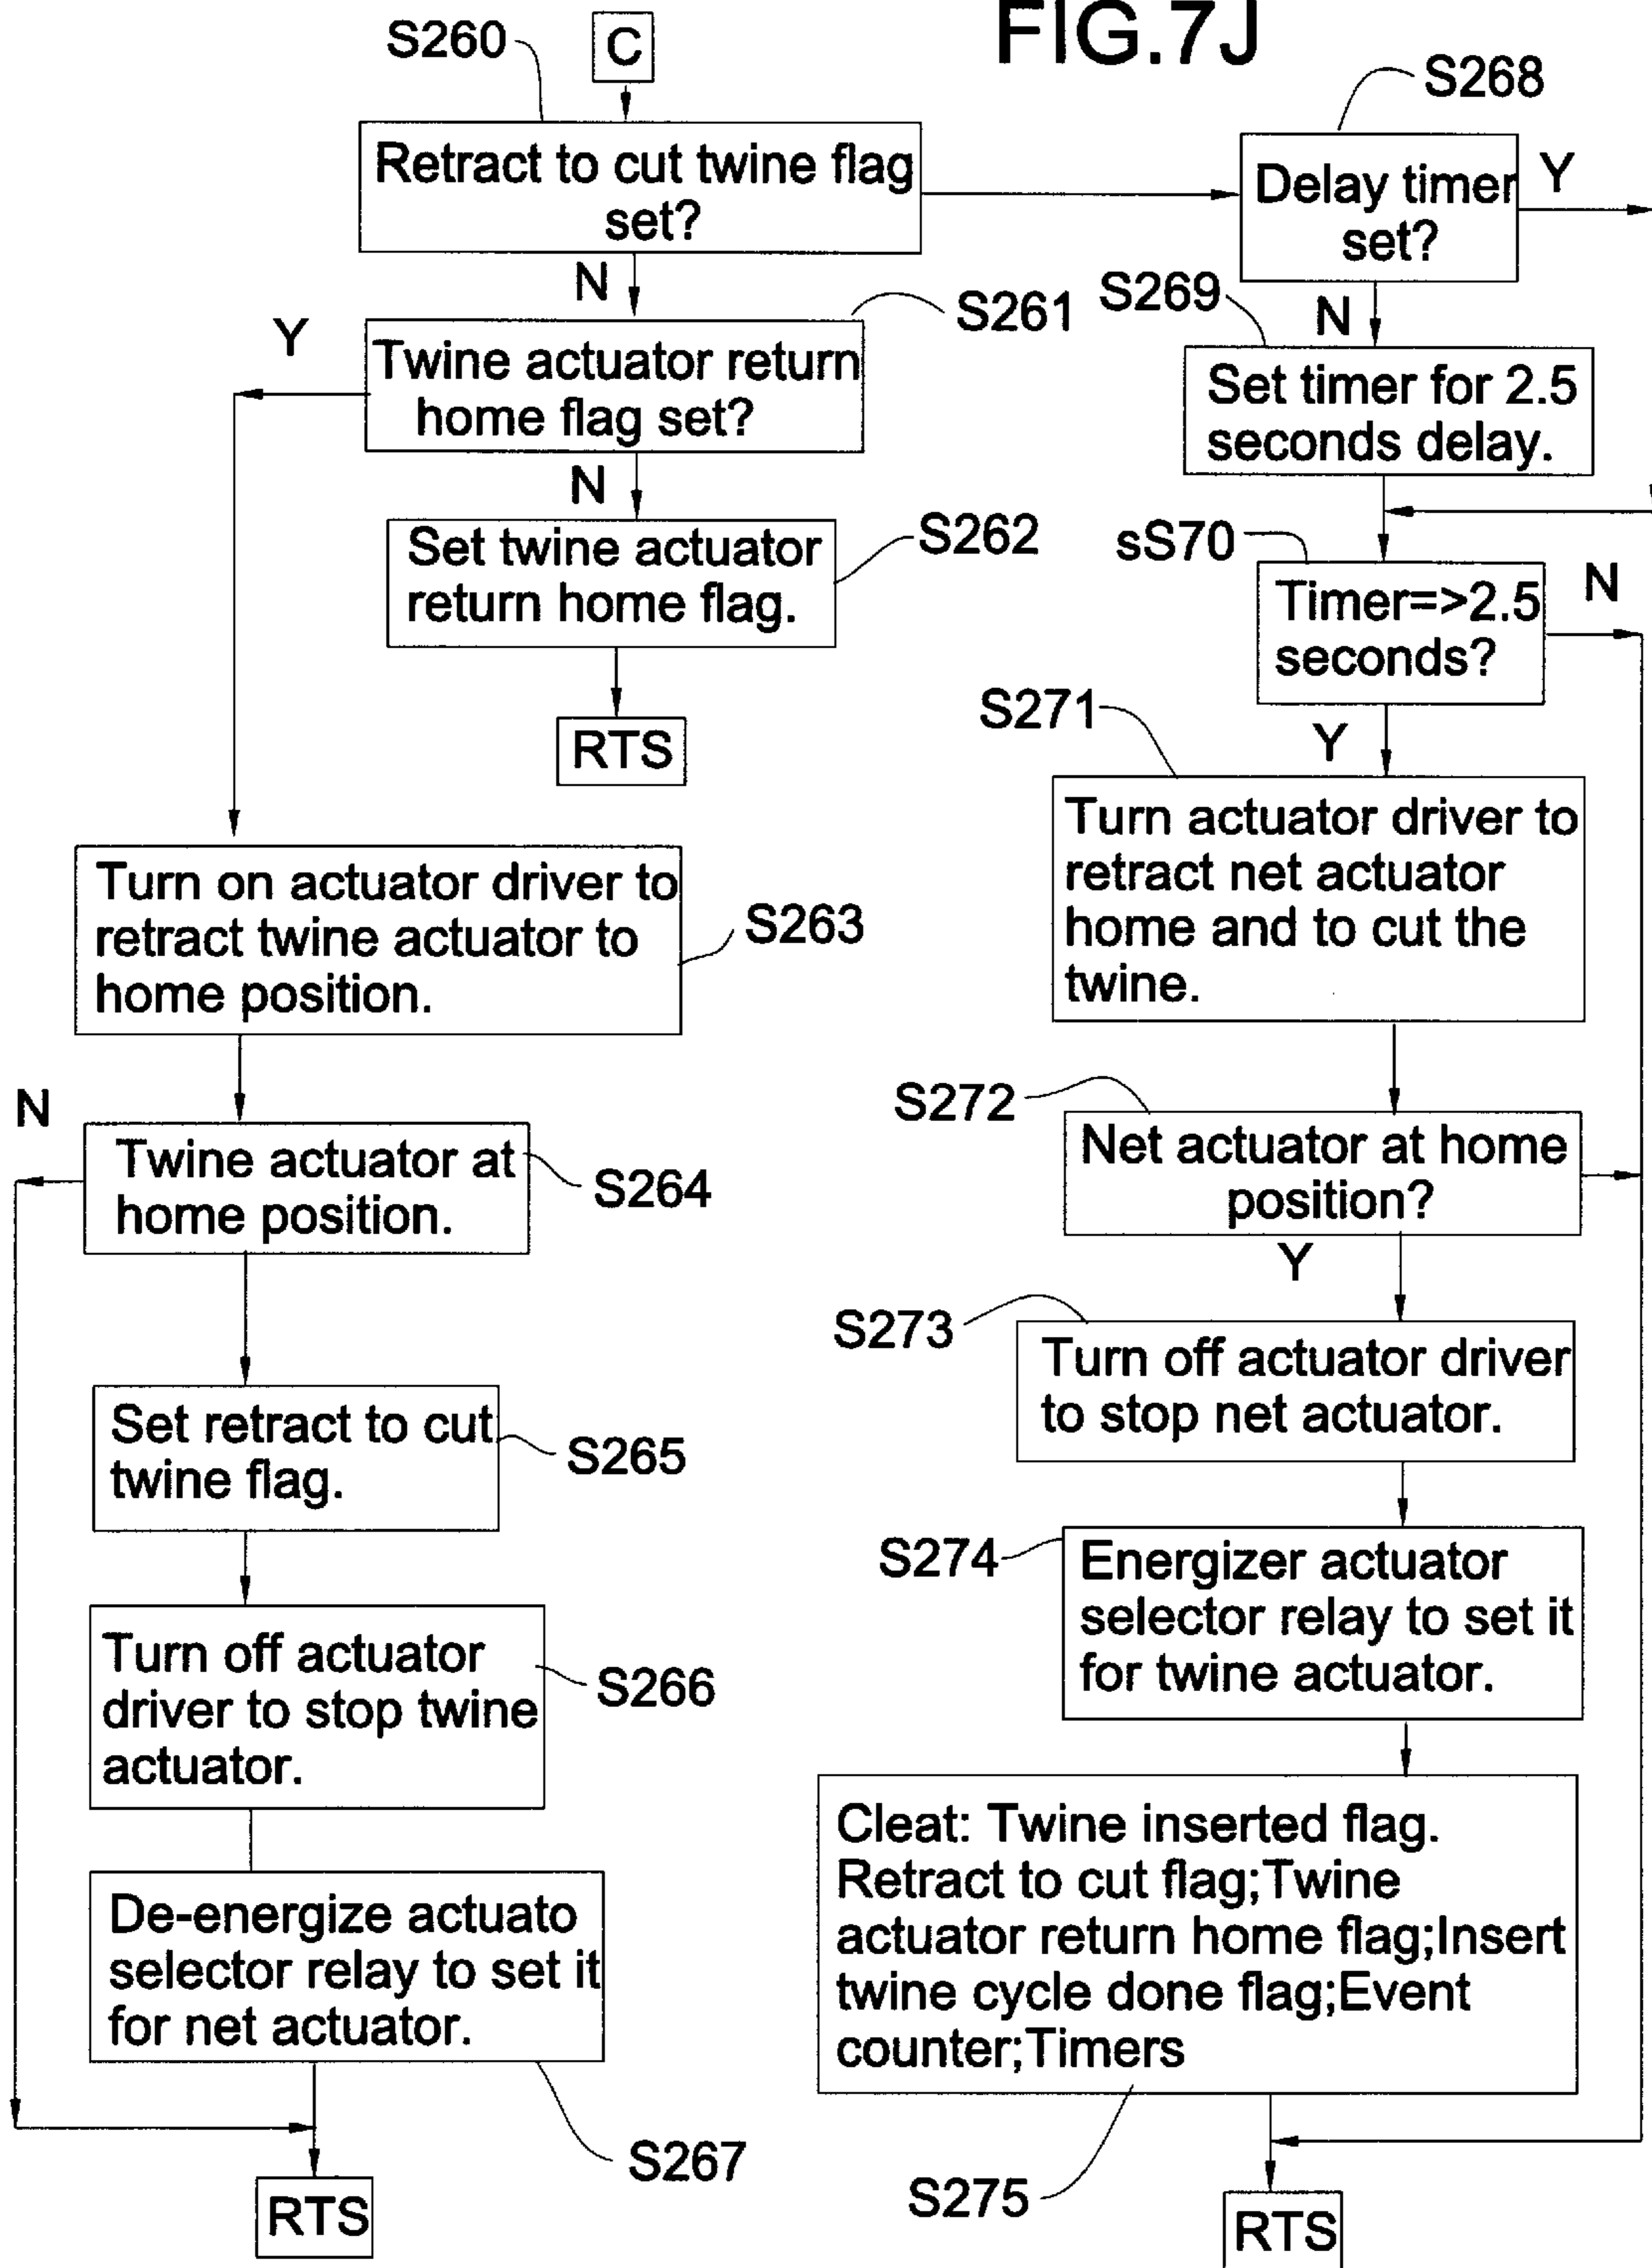 FIG.7J
S260
C
Retract to cut twine flag
set?
N
S261
Y
Twine actuator return
home flag set?
N
Set twine actuator
return home flag.
S262
RTS
Turn on actuator driver to
retract twine actuator to
home position.
S263
N
Twine actuator at
home position.
S264
Set retract to cut
twine flag.
S265
Turn off actuator
driver to stop twine
actuator.
S266
De-energize actuato
selector relay to set it
for net actuator.
S267
RTS
S268
Delay timer
set?
Y
S269
N
Set timer for 2.5
seconds delay.
sS70
Timer=>2.5
seconds?
N
S271
Y
Turn actuator driver to
retract net actuator
home and to cut the
twine.
S272
Net actuator at home
position?
Y
S273
Turn off actuator driver
to stop net actuator.
S274
Energizer actuator
selector relay to set it
for twine actuator.
Cleat: Twine inserted flag.
Retract to cut flag;Twine
actuator return home flag;Insert
twine cycle done flag;Event
counter;Timers
S275
RTS